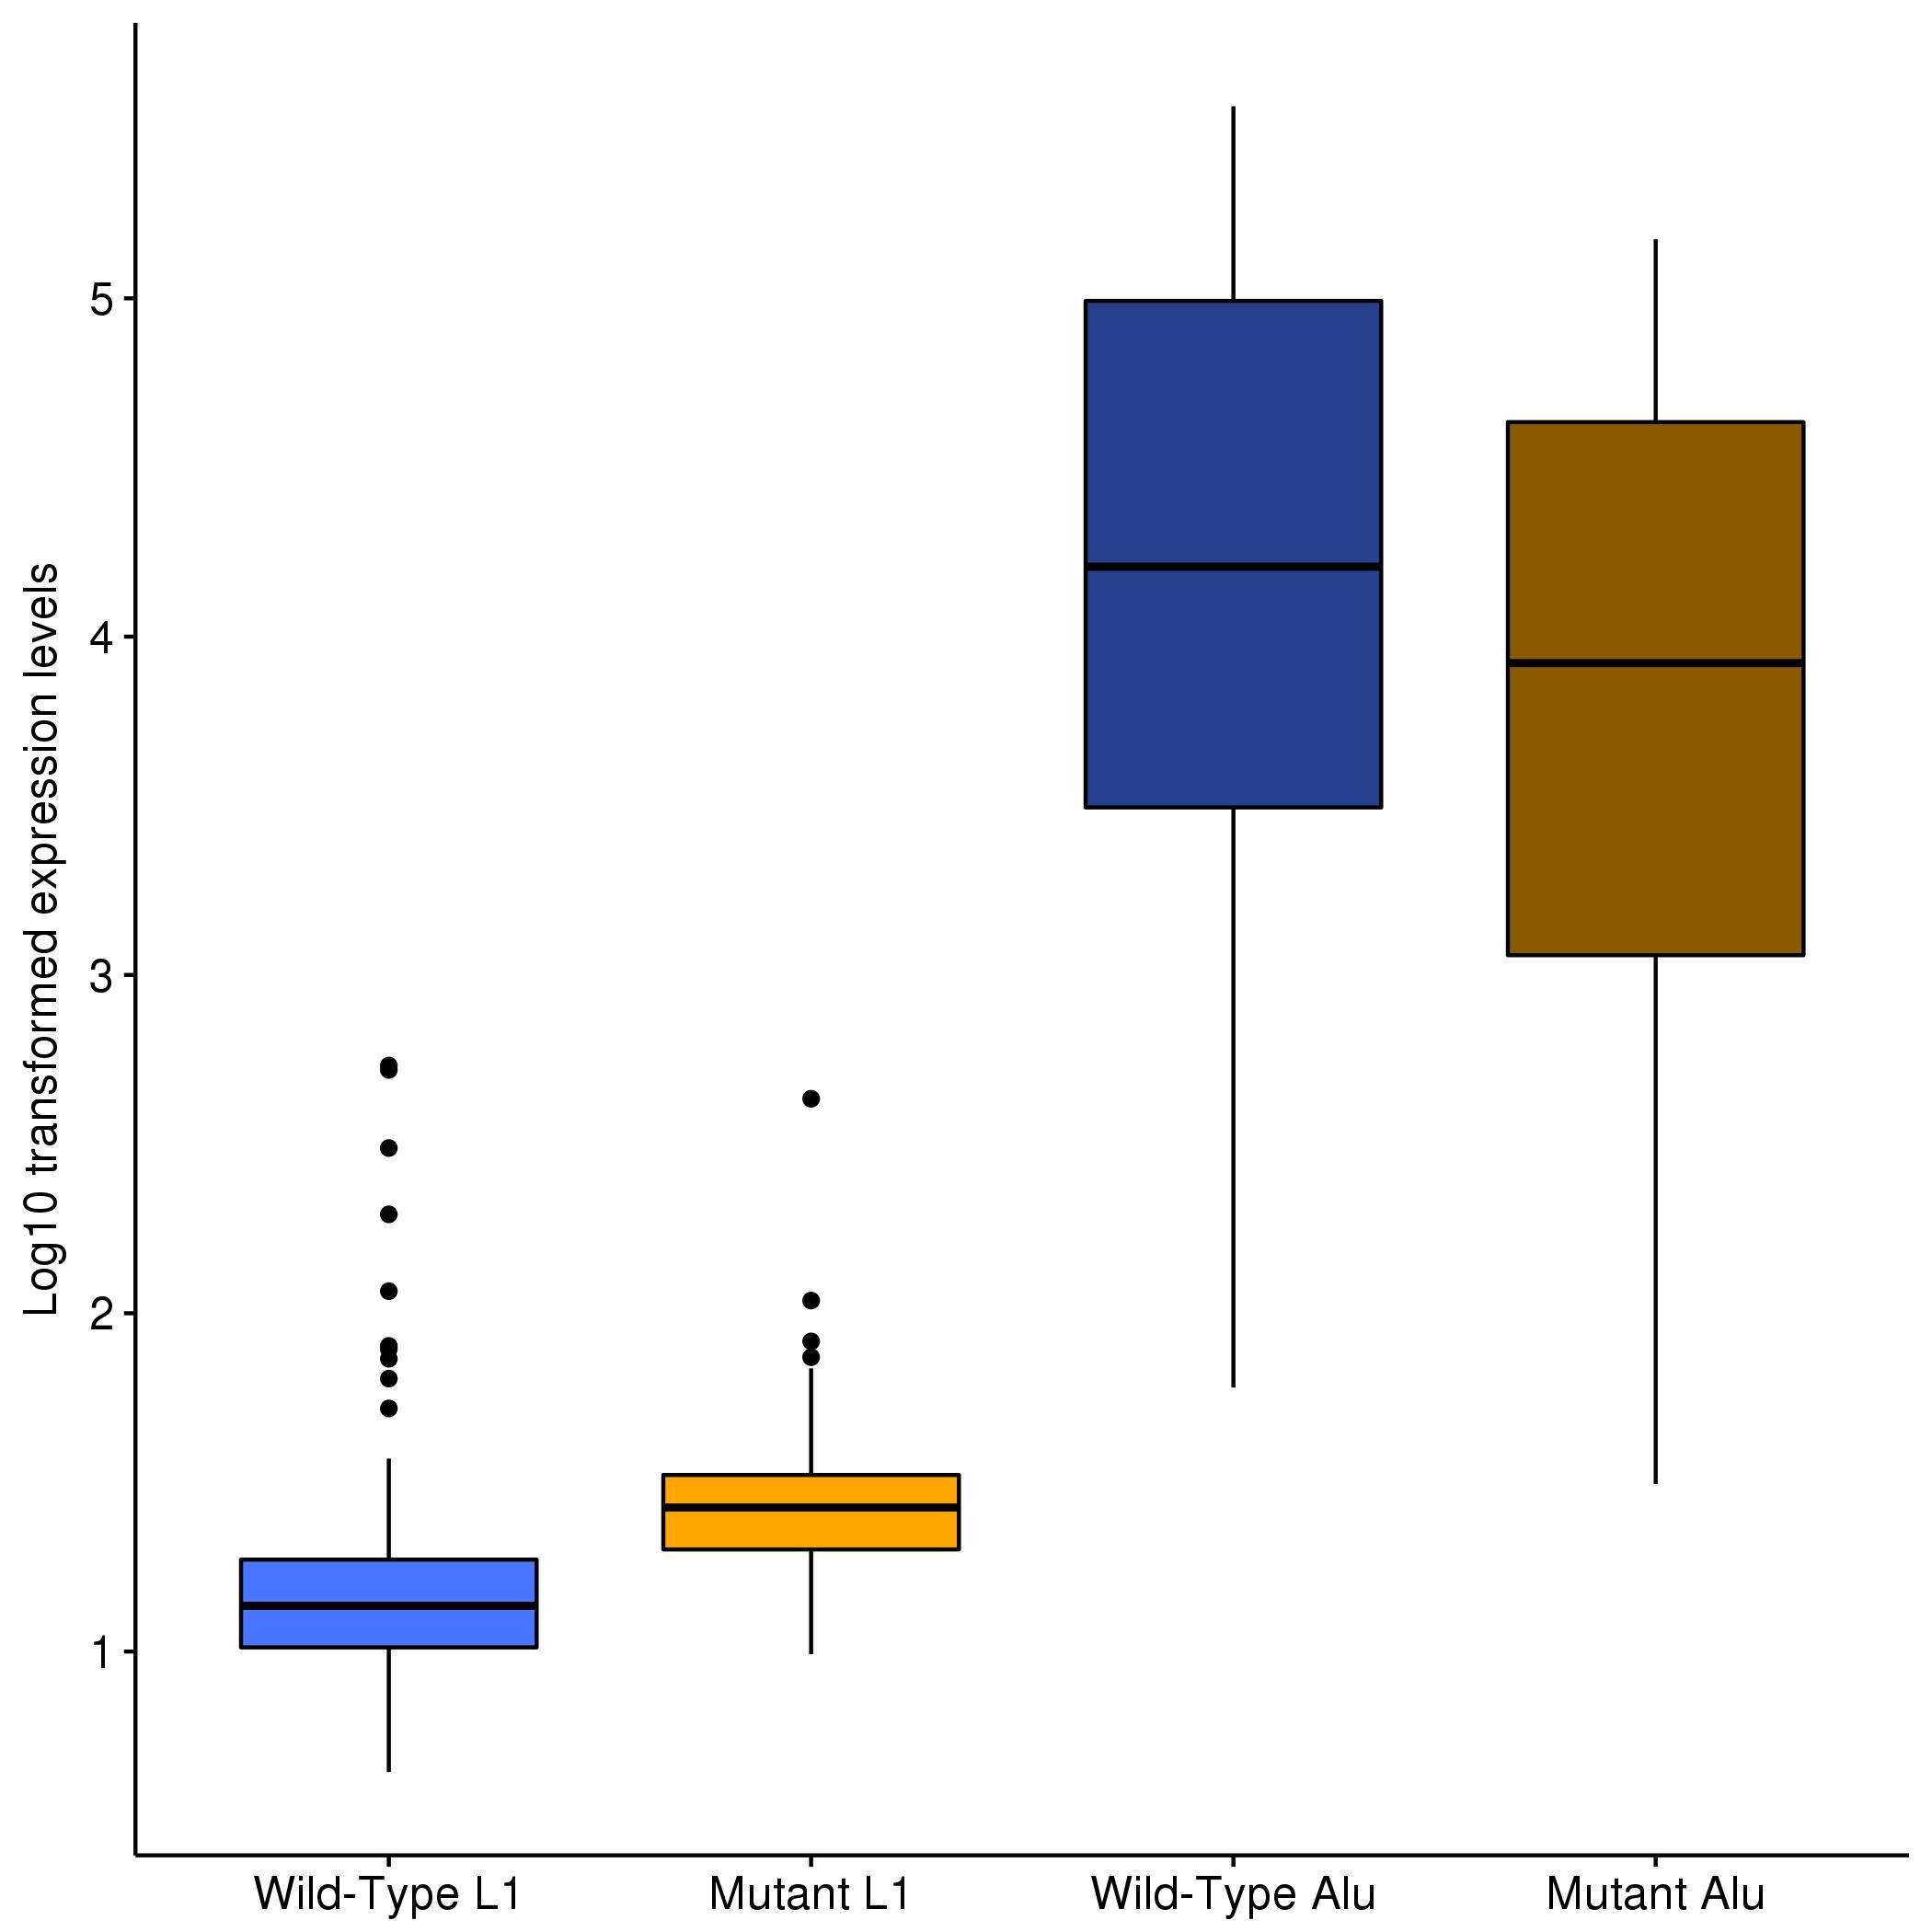 Log10 transformed expression levels
5
4
3
2
1
Wild-Type L1
Mutant L1
Wild-Type Alu
Mutant Alu